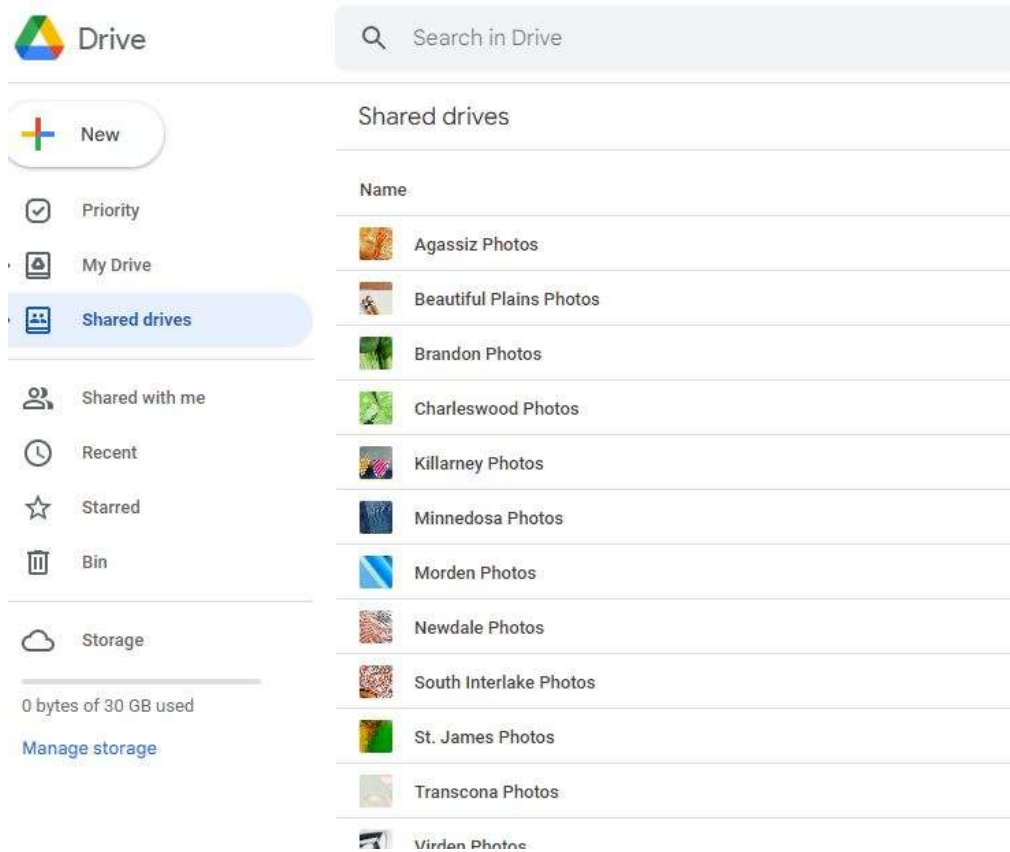 Drive
Search in Drive
New
Priority
My Drive
Shared drives
Shared with me
Recent
Starred
Bin
Storage
0 bytes of 30 GB used
Manage storage
Shared drives
Name
Agassiz Photos
Beautiful Plains Photos
Brandon Photos
Charleswood Photos
Killarney Photos
Minnedosa Photos
Morden Photos
Newdale Photos
South Interlake Photos
St. James Photos
Transcona Photos
Virden Photos